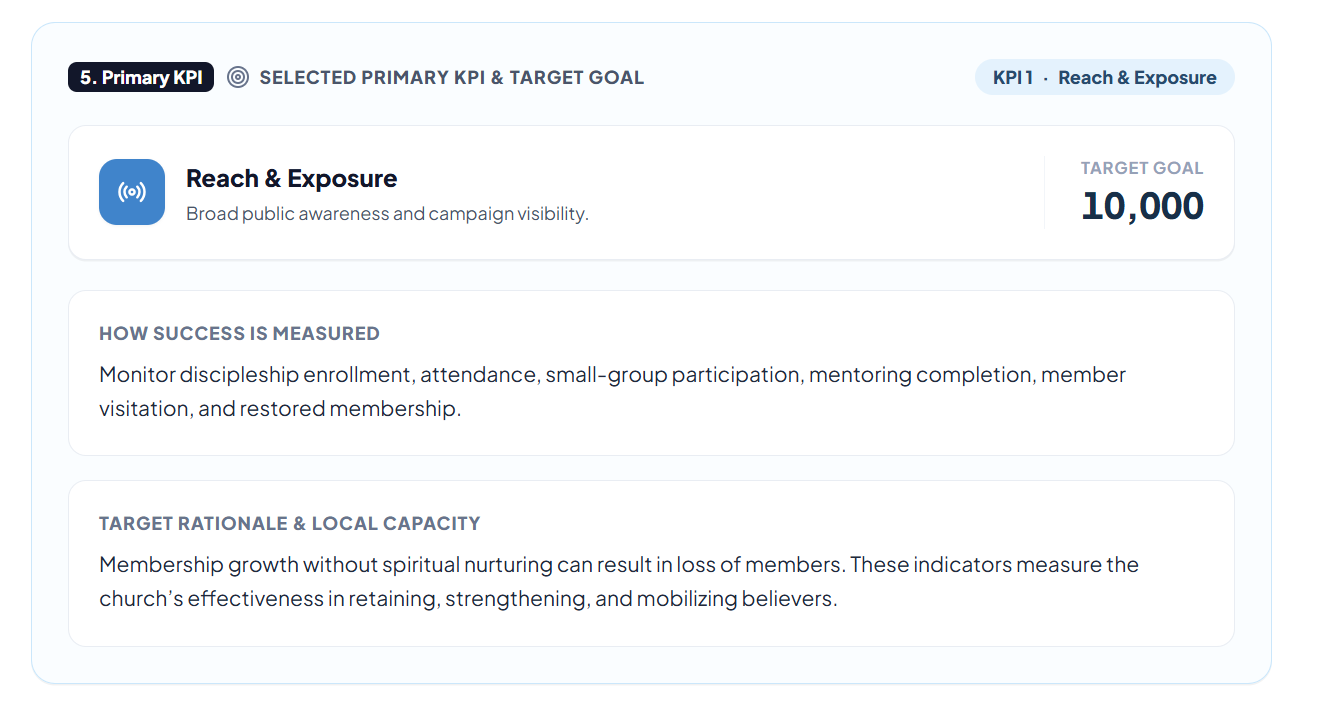 5. Primary KPI SELECTED PRIMARY KPI & TARGET GOAL KPI 1 · Reach & Exposure
Reach & Exposure
Broad public awareness and campaign visibility.
TARGET GOAL
10,000
HOW SUCCESS IS MEASURED
Monitor discipleship enrollment, attendance, small-group participation, mentoring completion, member
visitation, and restored membership.
TARGET RATIONALE & LOCAL CAPACITY
Membership growth without spiritual nurturing can result in loss of members. These indicators measure the
church’s effectiveness in retaining, strengthening, and mobilizing believers.